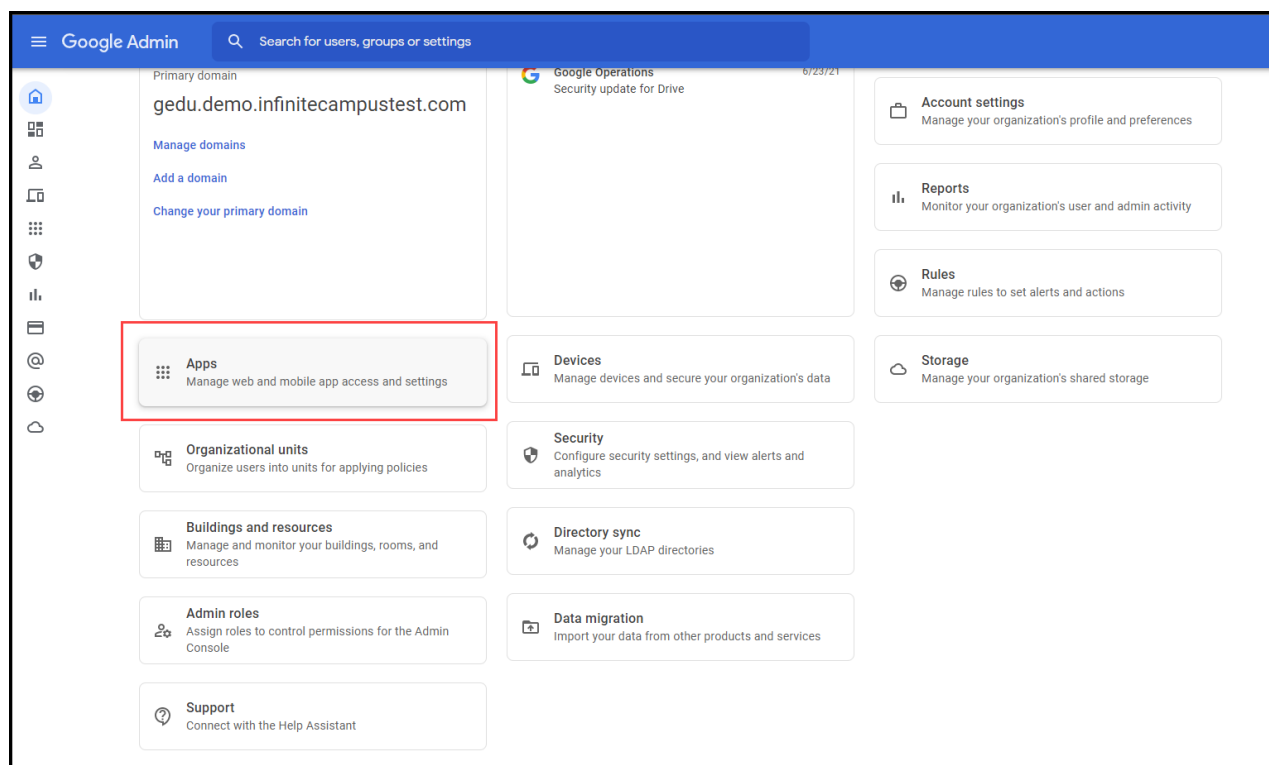 Google Admin
Search for users, groups or settings
Primary domain
gedu.demo.infinitecampustest.com
Manage domains
Add a domain
Change your primary domain
Google Operations
6/23/21
Security update for Drive
Account settings
Manage your organization's profile and preferences
Reports
Monitor your organization's user and admin activity
Rules
Manage rules to set alerts and actions
Apps
Manage web and mobile app access and settings
Devices
Manage devices and secure your organization's data
Storage
Manage your organization's shared storage
Organizational units
Organize users into units for applying policies
Security
Configure security settings, and view alerts and
analytics
Buildings and resources
Manage and monitor your buildings, rooms, and
resources
Directory sync
Manage your LDAP directories
Admin roles
Assign roles to control permissions for the Admin
Console
Data migration
Import your data from other products and services
Support
Connect with the Help Assistant